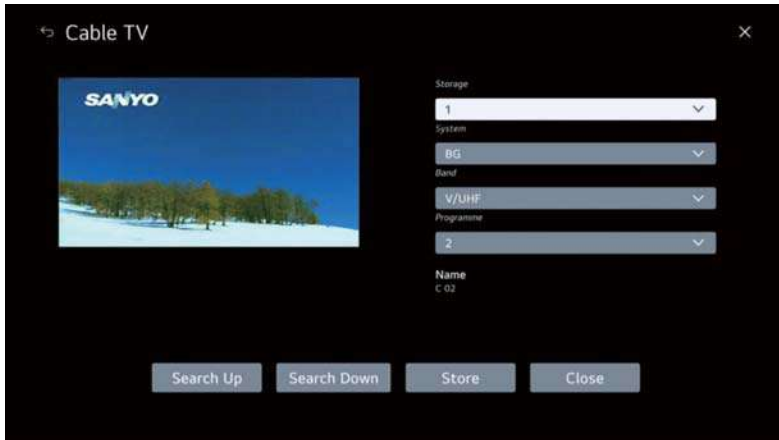 Cable TV
SANYO
Storage
1
System
BG
Band
V/UHF
Programme
2
Name
C 02
Search Up
Search Down
Store
Close